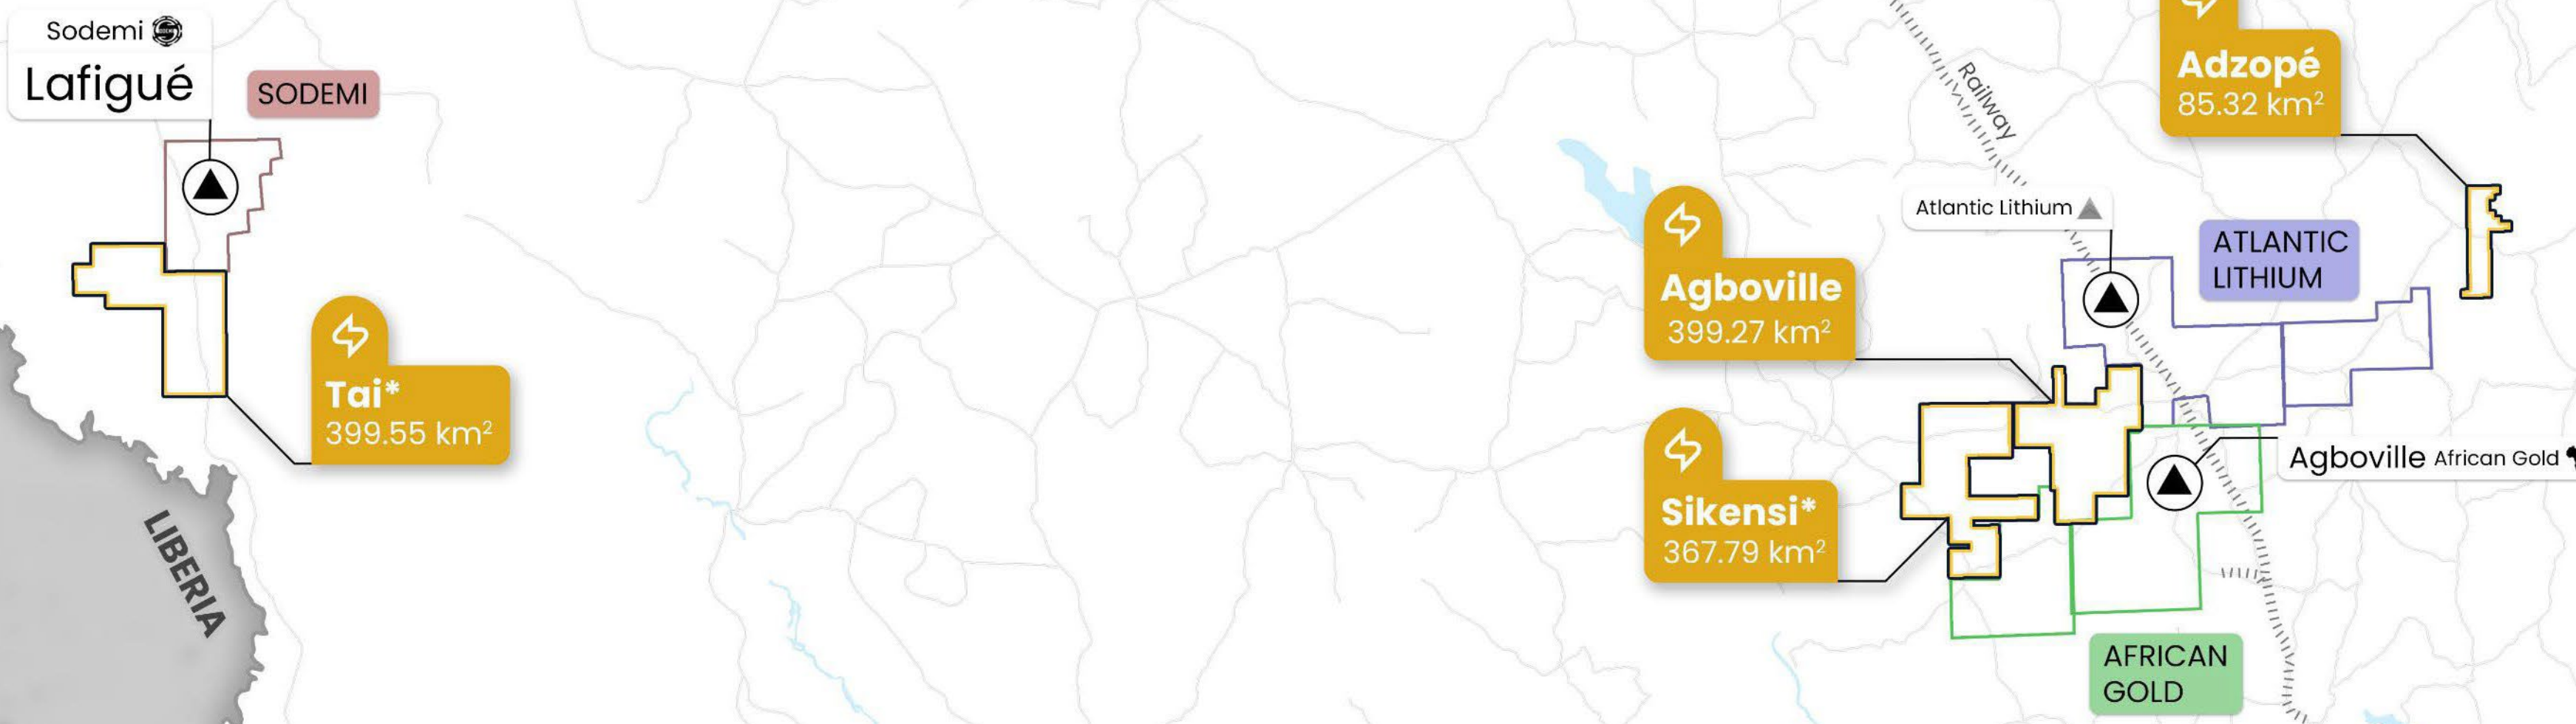 Sodemi
Lafigué
SODEMI
Tai*
399.55 km²
LIBERIA
Railway
Adzopé
85.32 km²
Atlantic Lithium
ATLANTIC
LITHIUM
Agboville
399.27 km²
Agboville African Gold
Sikensi*
367.79 km²
AFRICAN
GOLD